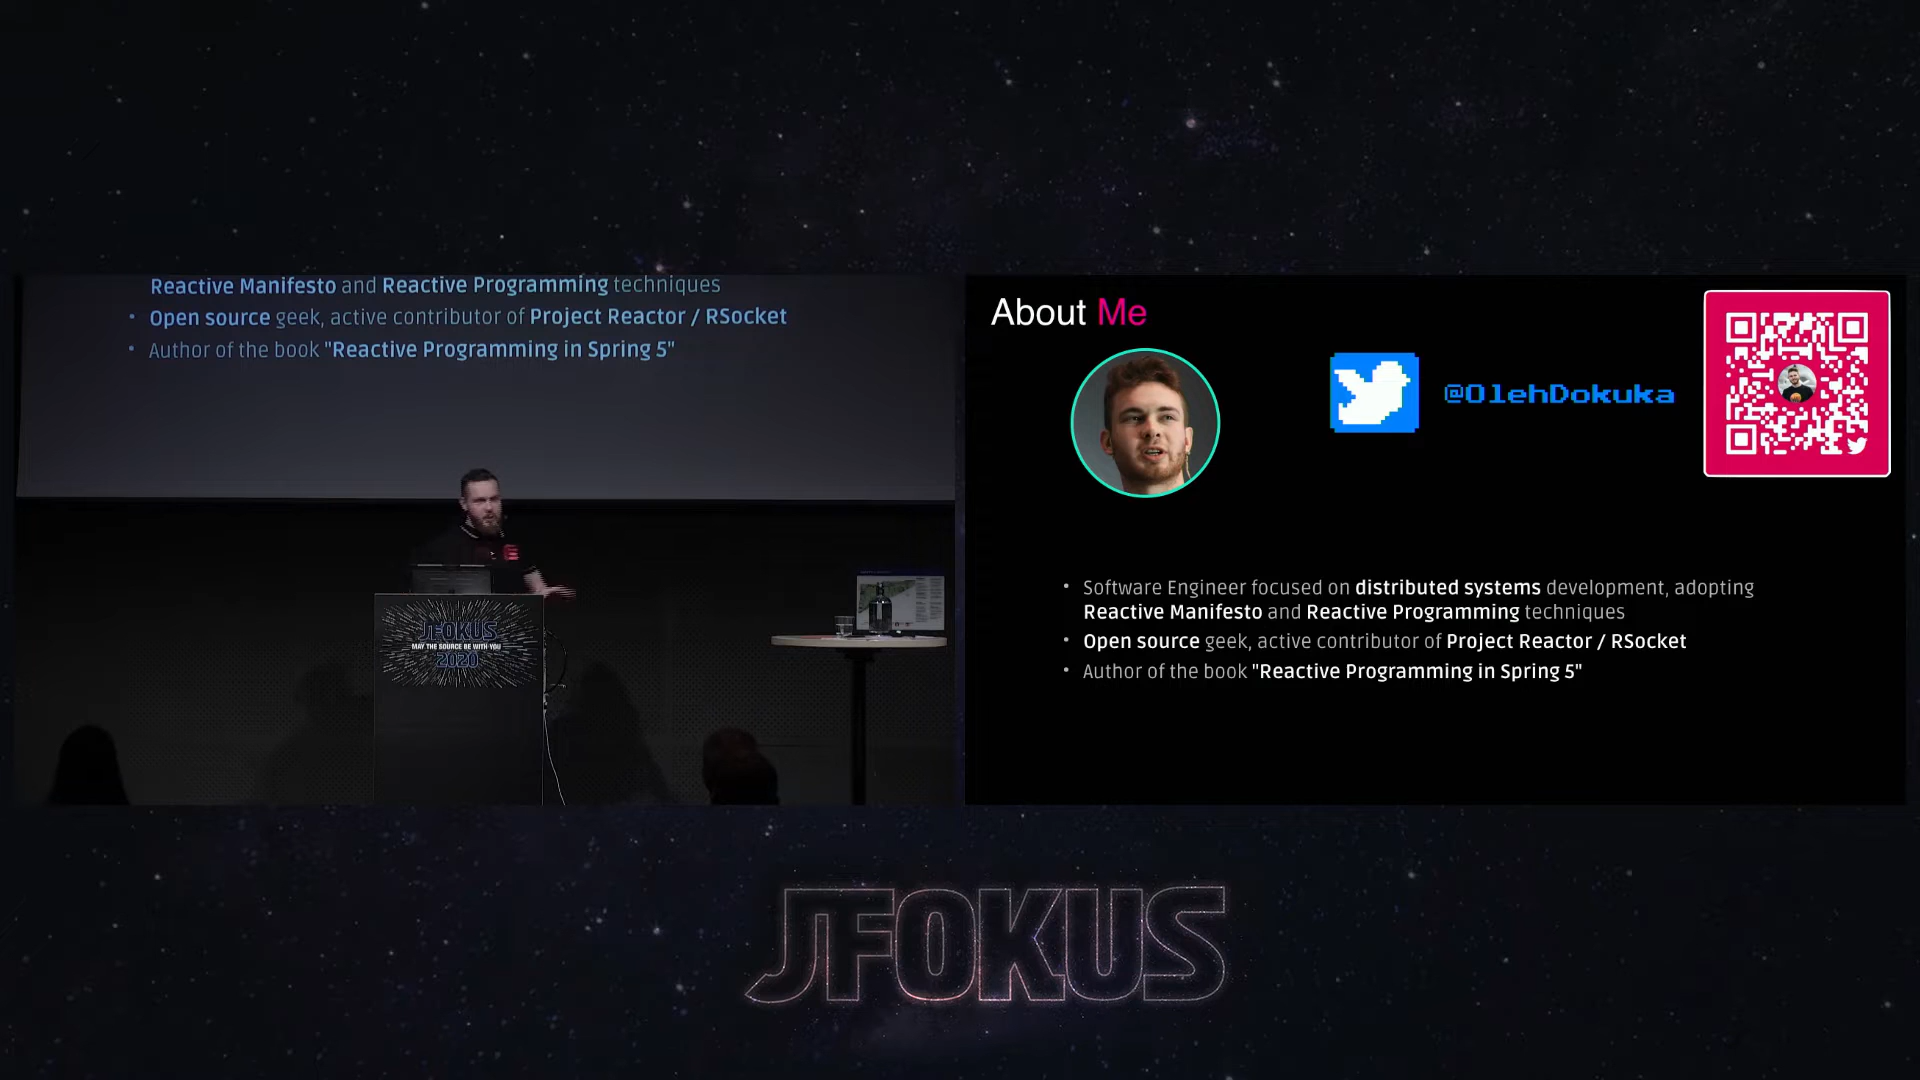 Reactive Manifesto and Reactive Programming techniques
• Open source geek, active contributor of Project Reactor / RSocket
• Author of the book "Reactive Programming in Spring 5"
JFOKUS
MAY THE SOURCE BE WITH YOU
2020
About Me
@OlehDokuka
• Software Engineer focused on distributed systems development, adopting
Reactive Manifesto and Reactive Programming techniques
• Open source geek, active contributor of Project Reactor / RSocket
• Author of the book "Reactive Programming in Spring 5"
JFOKUS